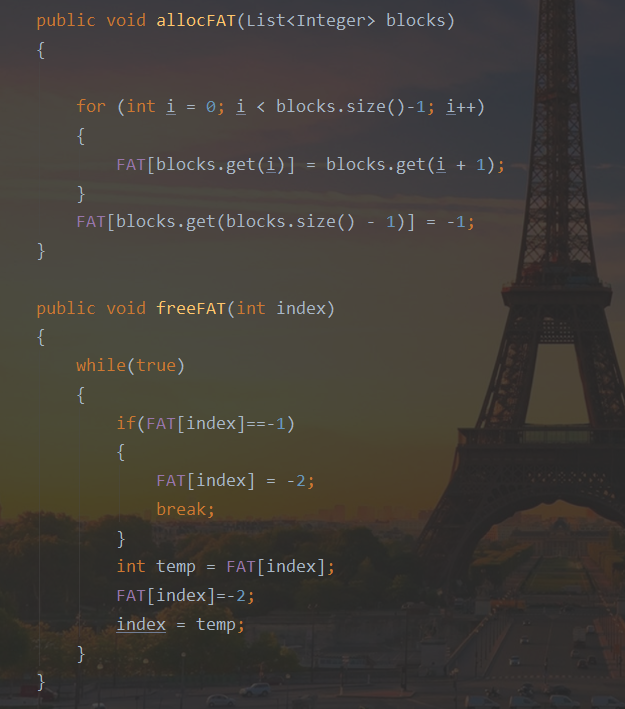 public void allocFAT(List<Integer> blocks)
{
for (int i = 0; i < blocks.size()-1; i++)
{
FAT[blocks.get(i)] = blocks.get(i + 1);
}
FAT[blocks.get(blocks.size() - 1)] = -1;
}
public void freeFAT(int index)
{
while(true)
{
if(FAT[index]==-1)
{
FAT[index] = -2;
break;
}
int temp = FAT[index];
FAT[index]=-2;
index = temp;
}
}